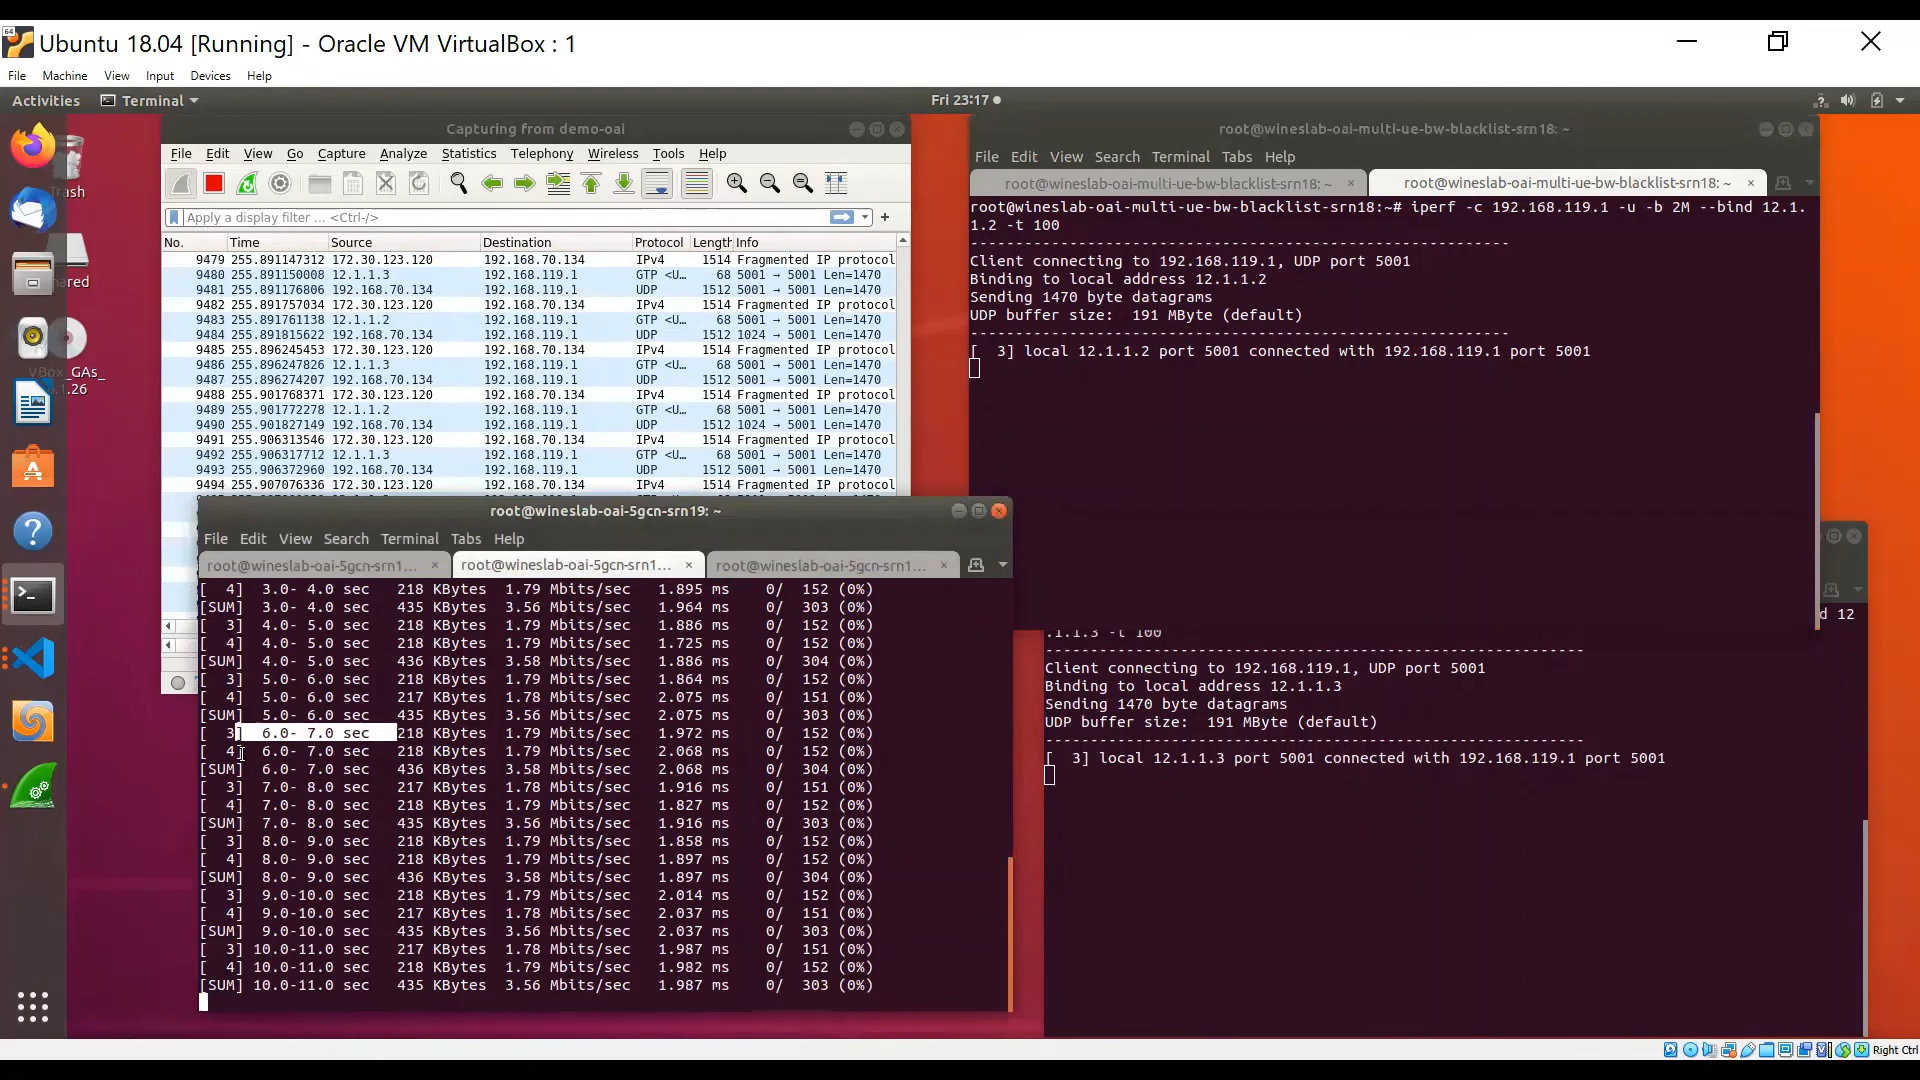 Ubuntu 18.04 [Running] - Oracle VM VirtualBox : 1
File Machine View Input Devices Help
Activities Terminal Fri 23:17
Trash
VBox_GAs_
Capturing from demo-oai
File Edit View Go Capture Analyze Statistics Telephony Wireless Tools Help
Apply a display filter ... <Ctrl-/>
No. Time Source Destination Protocol Length Info
9479 255.891147312 172.30.123.120 192.168.70.134 IPv4 1514 Fragmented IP protocol
9480 255.891150008 12.1.1.3 192.168.119.1 GTP <U… 68 5001 → 5001 Len=1470
9481 255.891176806 192.168.70.134 192.168.119.1 UDP 1512 5001 → 5001 Len=1470
9482 255.891757034 172.30.123.120 192.168.70.134 IPv4 1514 Fragmented IP protocol
9483 255.891761138 12.1.1.2 192.168.119.1 GTP <U… 68 5001 → 5001 Len=1470
9484 255.891815622 192.168.70.134 192.168.119.1 UDP 1512 1024 → 5001 Len=1470
9485 255.896245453 172.30.123.120 192.168.70.134 IPv4 1514 Fragmented IP protocol
9486 255.896247826 12.1.1.3 192.168.119.1 GTP <U… 68 5001 → 5001 Len=1470
9487 255.896274207 192.168.70.134 192.168.119.1 UDP 1512 5001 → 5001 Len=1470
9488 255.901768371 172.30.123.120 192.168.70.134 IPv4 1514 Fragmented IP protocol
9489 255.901772278 12.1.1.2 192.168.119.1 GTP <U… 68 5001 → 5001 Len=1470
9490 255.901827149 192.168.70.134 192.168.119.1 UDP 1512 1024 → 5001 Len=1470
9491 255.906313546 172.30.123.120 192.168.70.134 IPv4 1514 Fragmented IP protocol
9492 255.906317712 12.1.1.3 192.168.119.1 GTP <U… 68 5001 → 5001 Len=1470
9493 255.906372960 192.168.70.134 192.168.119.1 UDP 1512 5001 → 5001 Len=1470
9494 255.907076336 172.30.123.120 192.168.70.134 IPv4 1514 Fragmented IP protocol
root@wineslab-oai-multi-ue-bw-blacklist-srn18: ~
File Edit View Search Terminal Tabs Help
root@wineslab-oai-multi-ue-bw-blacklist-srn18: ~ × root@wineslab-oai-multi-ue-bw-blacklist-srn18: ~ ×
root@wineslab-oai-multi-ue-bw-blacklist-srn18:~# iperf -c 192.168.119.1 -u -b 2M --bind 12.1.
1.2 -t 100
------------------------------------------------------------
Client connecting to 192.168.119.1, UDP port 5001
Binding to local address 12.1.1.2
Sending 1470 byte datagrams
UDP buffer size:  191 MByte (default)
------------------------------------------------------------
[  3] local 12.1.1.2 port 5001 connected with 192.168.119.1 port 5001
root@wineslab-oai-5gcn-srn19: ~
File Edit View Search Terminal Tabs Help
root@wineslab-oai-5gcn-srn1... × root@wineslab-oai-5gcn-srn1... × root@wineslab-oai-5gcn-srn1... ×
[  4]  3.0- 4.0 sec   218 KBytes  1.79 Mbits/sec   1.895 ms    0/  152 (0%)
[SUM]  3.0- 4.0 sec   435 KBytes  3.56 Mbits/sec   1.964 ms    0/  303 (0%)
[  3]  4.0- 5.0 sec   218 KBytes  1.79 Mbits/sec   1.886 ms    0/  152 (0%)
[  4]  4.0- 5.0 sec   218 KBytes  1.79 Mbits/sec   1.725 ms    0/  152 (0%)
[SUM]  4.0- 5.0 sec   436 KBytes  3.58 Mbits/sec   1.886 ms    0/  304 (0%)
[  3]  5.0- 6.0 sec   218 KBytes  1.79 Mbits/sec   1.864 ms    0/  152 (0%)
[  4]  5.0- 6.0 sec   217 KBytes  1.78 Mbits/sec   2.075 ms    0/  151 (0%)
[SUM]  5.0- 6.0 sec   435 KBytes  3.56 Mbits/sec   2.075 ms    0/  303 (0%)
[  3]  6.0- 7.0 sec   218 KBytes  1.79 Mbits/sec   1.972 ms    0/  152 (0%)
[  4]  6.0- 7.0 sec   218 KBytes  1.79 Mbits/sec   2.068 ms    0/  152 (0%)
[SUM]  6.0- 7.0 sec   436 KBytes  3.58 Mbits/sec   2.068 ms    0/  304 (0%)
[  3]  7.0- 8.0 sec   217 KBytes  1.78 Mbits/sec   1.916 ms    0/  151 (0%)
[  4]  7.0- 8.0 sec   218 KBytes  1.79 Mbits/sec   1.827 ms    0/  152 (0%)
[SUM]  7.0- 8.0 sec   435 KBytes  3.56 Mbits/sec   1.916 ms    0/  303 (0%)
[  3]  8.0- 9.0 sec   218 KBytes  1.79 Mbits/sec   1.858 ms    0/  152 (0%)
[  4]  8.0- 9.0 sec   218 KBytes  1.79 Mbits/sec   1.897 ms    0/  152 (0%)
[SUM]  8.0- 9.0 sec   436 KBytes  3.58 Mbits/sec   1.897 ms    0/  304 (0%)
[  3]  9.0-10.0 sec   218 KBytes  1.79 Mbits/sec   2.014 ms    0/  152 (0%)
[  4]  9.0-10.0 sec   217 KBytes  1.78 Mbits/sec   2.037 ms    0/  151 (0%)
[SUM]  9.0-10.0 sec   435 KBytes  3.56 Mbits/sec   2.037 ms    0/  303 (0%)
[  3] 10.0-11.0 sec   217 KBytes  1.78 Mbits/sec   1.987 ms    0/  151 (0%)
[  4] 10.0-11.0 sec   218 KBytes  1.79 Mbits/sec   1.982 ms    0/  152 (0%)
[SUM] 10.0-11.0 sec   435 KBytes  3.56 Mbits/sec   1.987 ms    0/  303 (0%)
d 12
.1.1.3 -t 100
------------------------------------------------------------
Client connecting to 192.168.119.1, UDP port 5001
Binding to local address 12.1.1.3
Sending 1470 byte datagrams
UDP buffer size:  191 MByte (default)
------------------------------------------------------------
[  3] local 12.1.1.3 port 5001 connected with 192.168.119.1 port 5001
Right Ctrl